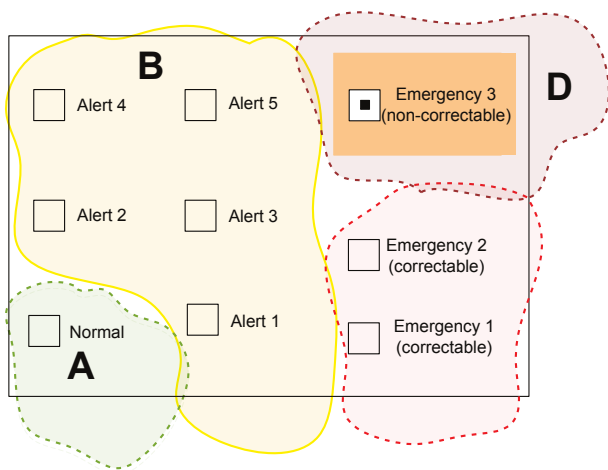 B
D
Alert 4
Alert 5
Emergency 3
(non-correctable)
Alert 2
Alert 3
Emergency 2
(correctable)
Alert 1
Normal
Emergency 1
(correctable)
A